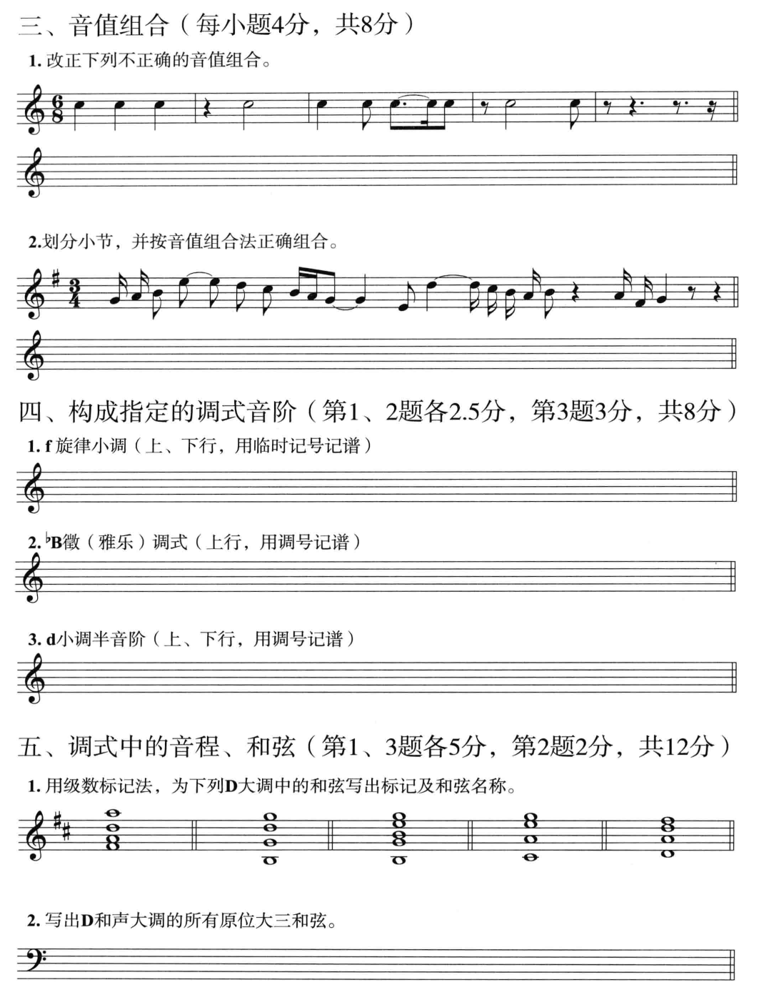 三、音值组合（每小题4分，共8分）
1. 改正下列不正确的音值组合。
6
8
2.划分小节，并按音值组合法正确组合。
3
4
四、构成指定的调式音阶（第1、2题各2.5分，第3题3分，共8分）
1. f 旋律小调（上、下行，用临时记号记谱）
2. ♭B徵（雅乐）调式（上行，用调号记谱）
3. d小调半音阶（上、下行，用调号记谱）
五、调式中的音程、和弦（第1、3题各5分，第2题2分，共12分）
1. 用级数标记法，为下列D大调中的和弦写出标记及和弦名称。
2. 写出D和声大调的所有原位大三和弦。